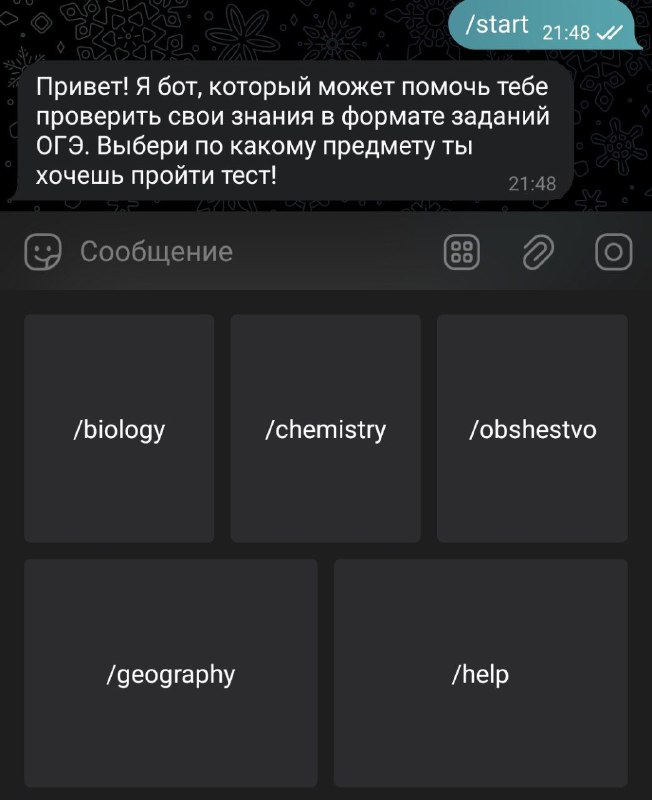 /start 21:48
Привет! Я бот, который может помочь тебе
проверить свои знания в формате заданий
ОГЭ. Выбери по какому предмету ты
хочешь пройти тест!
21:48
Сообщение
/biology
/chemistry
/obshestvo
/geography
/help